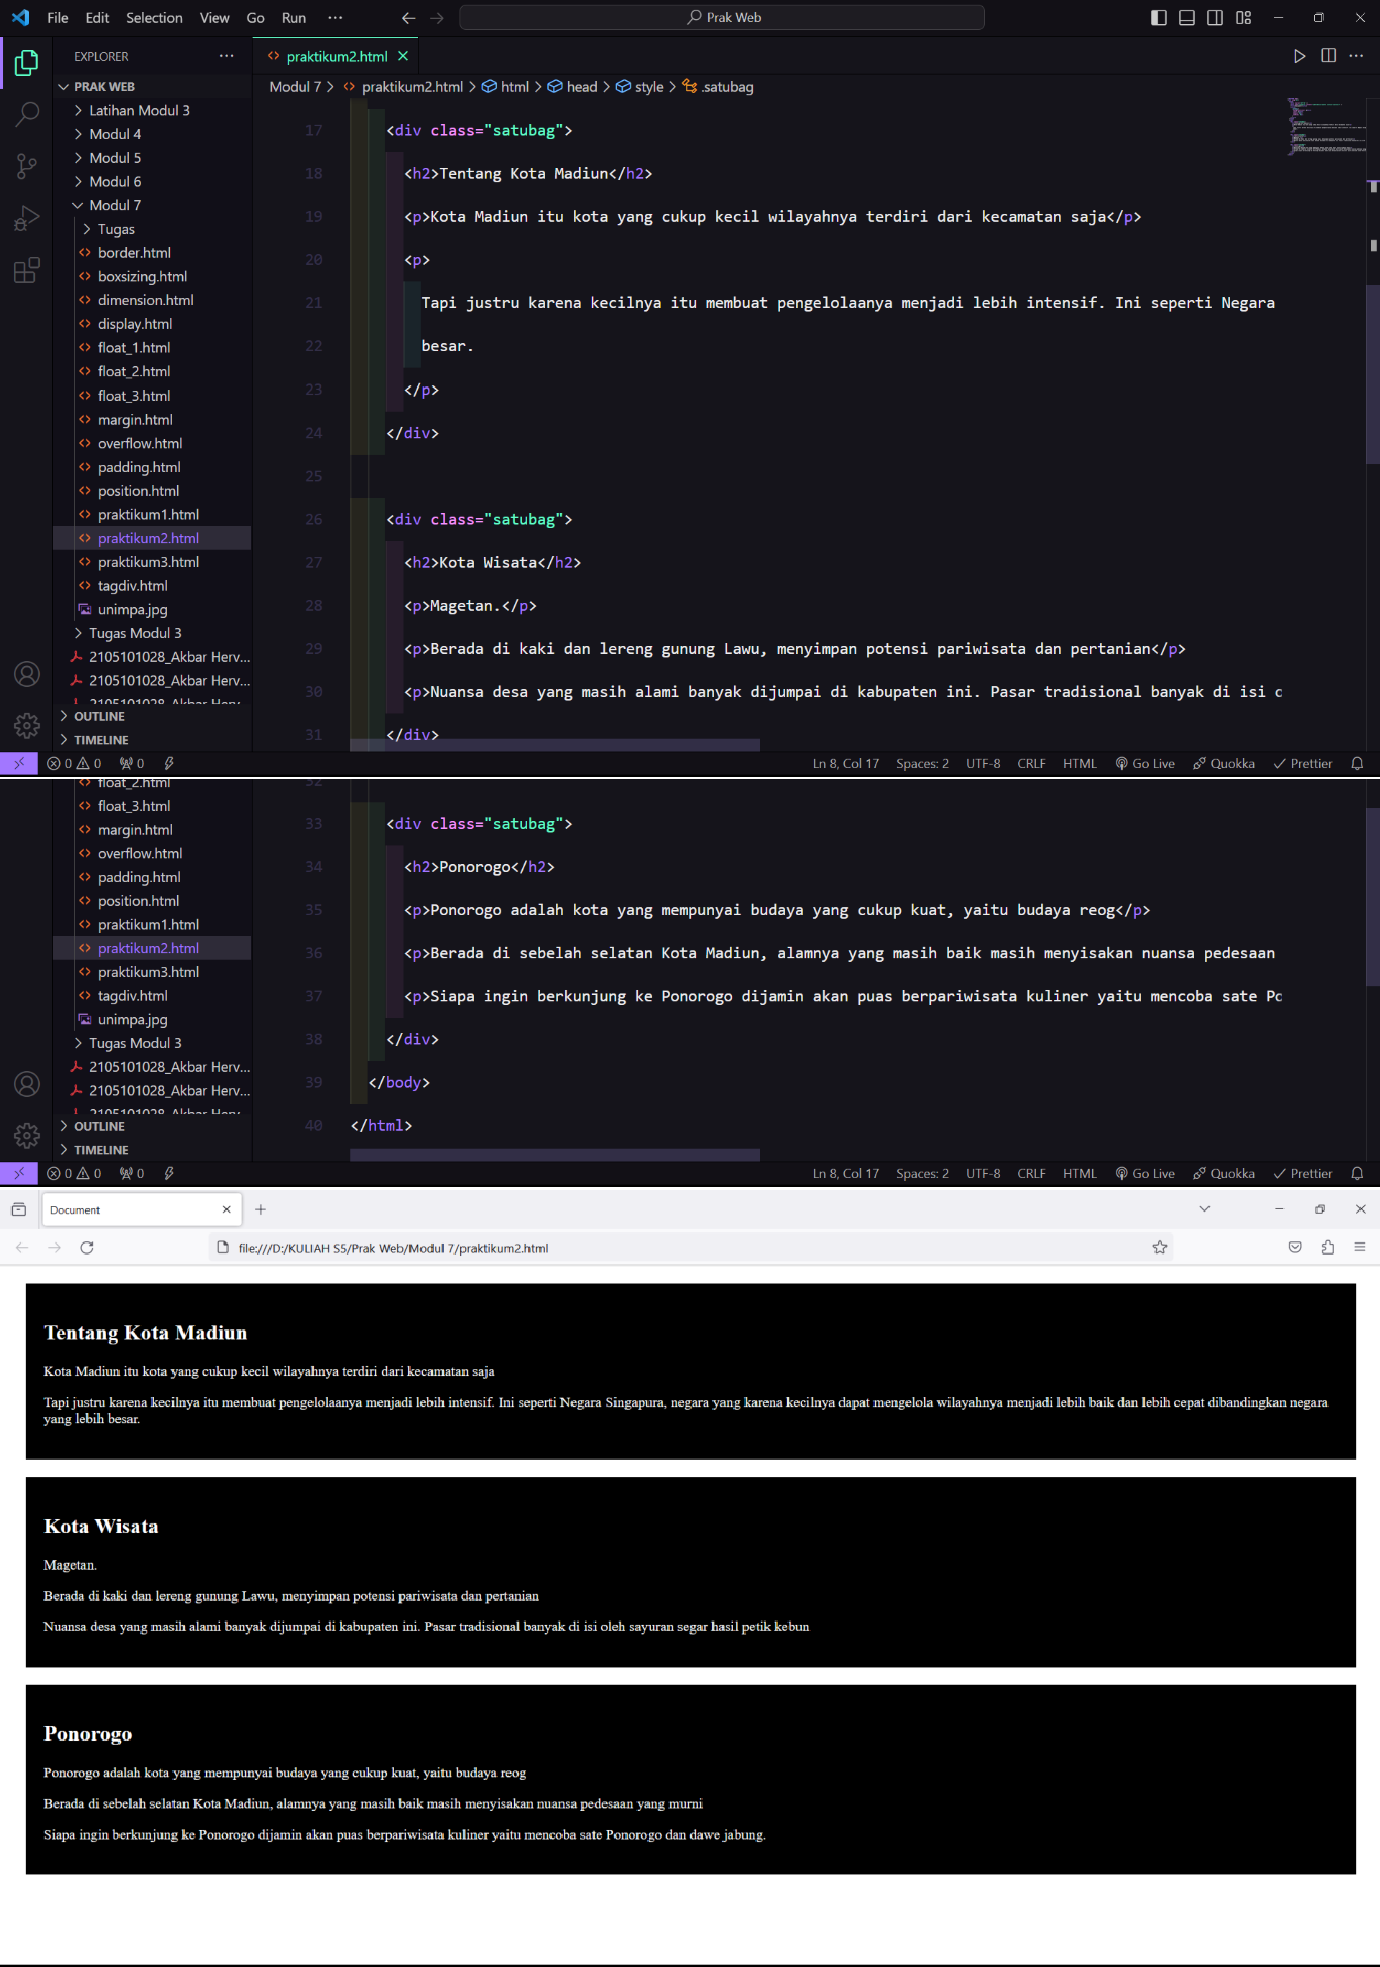 File Edit Selection View Go Run ··· Prak Web
EXPLORER ···
praktikum2.html
PRAK WEB
Modul 7 > praktikum2.html > html > head > style > .satubag
Latihan Modul 3
Modul 4
Modul 5
Modul 6
Modul 7
Tugas
border.html
boxsizing.html
dimension.html
display.html
float_1.html
float_2.html
float_3.html
margin.html
overflow.html
padding.html
position.html
praktikum1.html
praktikum2.html
praktikum3.html
tagdiv.html
unimpa.jpg
Tugas Modul 3
2105101028_Akbar Herv...
2105101028_Akbar Herv...
2105101028_Akbar Herv...
OUTLINE
TIMELINE
17 <div class="satubag">
18 <h2>Tentang Kota Madiun</h2>
19 <p>Kota Madiun itu kota yang cukup kecil wilayahnya terdiri dari kecamatan saja</p>
20 <p>
21 Tapi justru karena kecilnya itu membuat pengelolaanya menjadi lebih intensif. Ini seperti Negara
22 besar.
23 </p>
24 </div>
25
26 <div class="satubag">
27 <h2>Kota Wisata</h2>
28 <p>Magetan.</p>
29 <p>Berada di kaki dan lereng gunung Lawu, menyimpan potensi pariwisata dan pertanian</p>
30 <p>Nuansa desa yang masih alami banyak dijumpai di kabupaten ini. Pasar tradisional banyak di isi
31 </div>
0 0 0 Ln 8, Col 17 Spaces: 2 UTF-8 CRLF HTML Go Live Quokka Prettier
float_2.html
float_3.html
margin.html
overflow.html
padding.html
position.html
praktikum1.html
praktikum2.html
praktikum3.html
tagdiv.html
unimpa.jpg
Tugas Modul 3
2105101028_Akbar Herv...
2105101028_Akbar Herv...
2105101028_Akbar Herv...
OUTLINE
TIMELINE
32
33 <div class="satubag">
34 <h2>Ponorogo</h2>
35 <p>Ponorogo adalah kota yang mempunyai budaya yang cukup kuat, yaitu budaya reog</p>
36 <p>Berada di sebelah selatan Kota Madiun, alamnya yang masih baik masih menyisakan nuansa pedesaan
37 <p>Siapa ingin berkunjung ke Ponorogo dijamin akan puas berpariwisata kuliner yaitu mencoba sate
38 </div>
39 </body>
40 </html>
0 0 0 Ln 8, Col 17 Spaces: 2 UTF-8 CRLF HTML Go Live Quokka Prettier
Document
file:///D:/KULIAH S5/Prak Web/Modul 7/praktikum2.html
Tentang Kota Madiun
Kota Madiun itu kota yang cukup kecil wilayahnya terdiri dari kecamatan saja
Tapi justru karena kecilnya itu membuat pengelolaanya menjadi lebih intensif. Ini seperti Negara Singapura, negara yang karena kecilnya dapat mengelola wilayahnya menjadi lebih baik dan lebih cepat dibandingkan negara
yang lebih besar.
Kota Wisata
Magetan.
Berada di kaki dan lereng gunung Lawu, menyimpan potensi pariwisata dan pertanian
Nuansa desa yang masih alami banyak dijumpai di kabupaten ini. Pasar tradisional banyak di isi oleh sayuran segar hasil petik kebun
Ponorogo
Ponorogo adalah kota yang mempunyai budaya yang cukup kuat, yaitu budaya reog
Berada di sebelah selatan Kota Madiun, alamnya yang masih baik masih menyisakan nuansa pedesaan yang murni
Siapa ingin berkunjung ke Ponorogo dijamin akan puas berpariwisata kuliner yaitu mencoba sate Ponorogo dan dawe jabung.